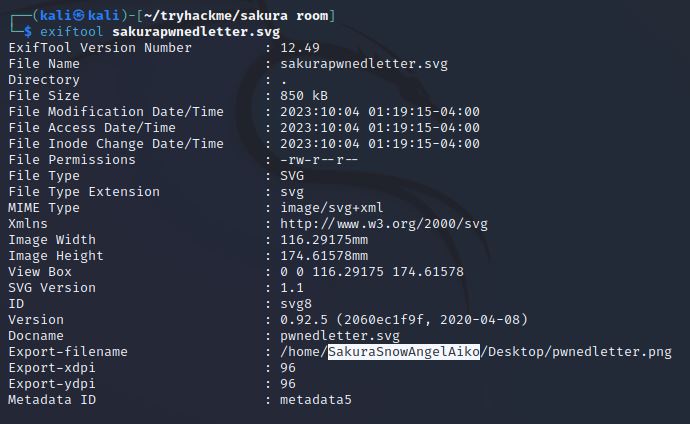 ┌──(kali㉿kali)-[~/tryhackme/sakura room]
└─$ exiftool sakurapwnedletter.svg
ExifTool Version Number : 12.49
File Name : sakurapwnedletter.svg
Directory : .
File Size : 850 kB
File Modification Date/Time : 2023:10:04 01:19:15-04:00
File Access Date/Time : 2023:10:04 01:19:15-04:00
File Inode Change Date/Time : 2023:10:04 01:19:15-04:00
File Permissions : -rw-r--r--
File Type : SVG
File Type Extension : svg
MIME Type : image/svg+xml
Xmlns : http://www.w3.org/2000/svg
Image Width : 116.29175mm
Image Height : 174.61578mm
View Box : 0 0 116.29175 174.61578
SVG Version : 1.1
ID : svg8
Version : 0.92.5 (2060ec1f9f, 2020-04-08)
Docname : pwnedletter.svg
Export-filename : /home/SakuraSnowAngelAiko/Desktop/pwnedletter.png
Export-xdpi : 96
Export-ydpi : 96
Metadata ID : metadata5